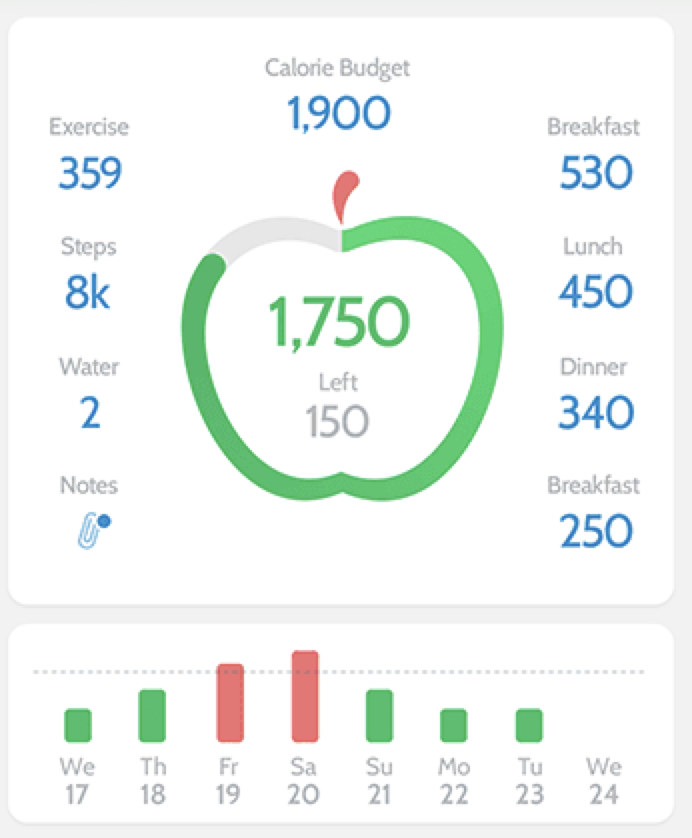 Calorie Budget
1,900
Exercise
359
Steps
8k
Water
2
Notes
1,750
Left
150
Breakfast
530
Lunch
450
Dinner
340
Breakfast
250
We Th Fr Sa Su Mo Tu We
17 18 19 20 21 22 23 24